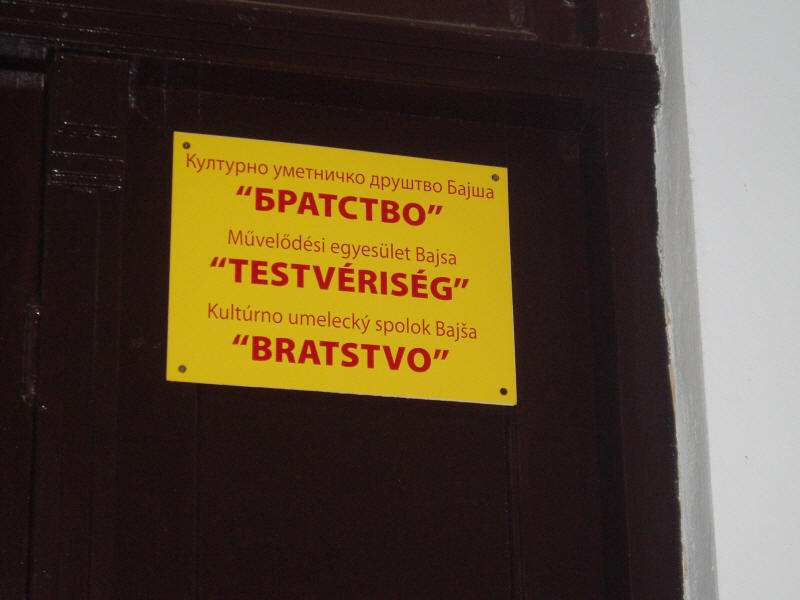 Културно уметничко друштво Бајша
“БРАТСТВО”
Művelődési egyesület Bajsa
“TESTVÉRISÉG”
Kultúrno umelecký spolok Bajša
“BRATSTVO”